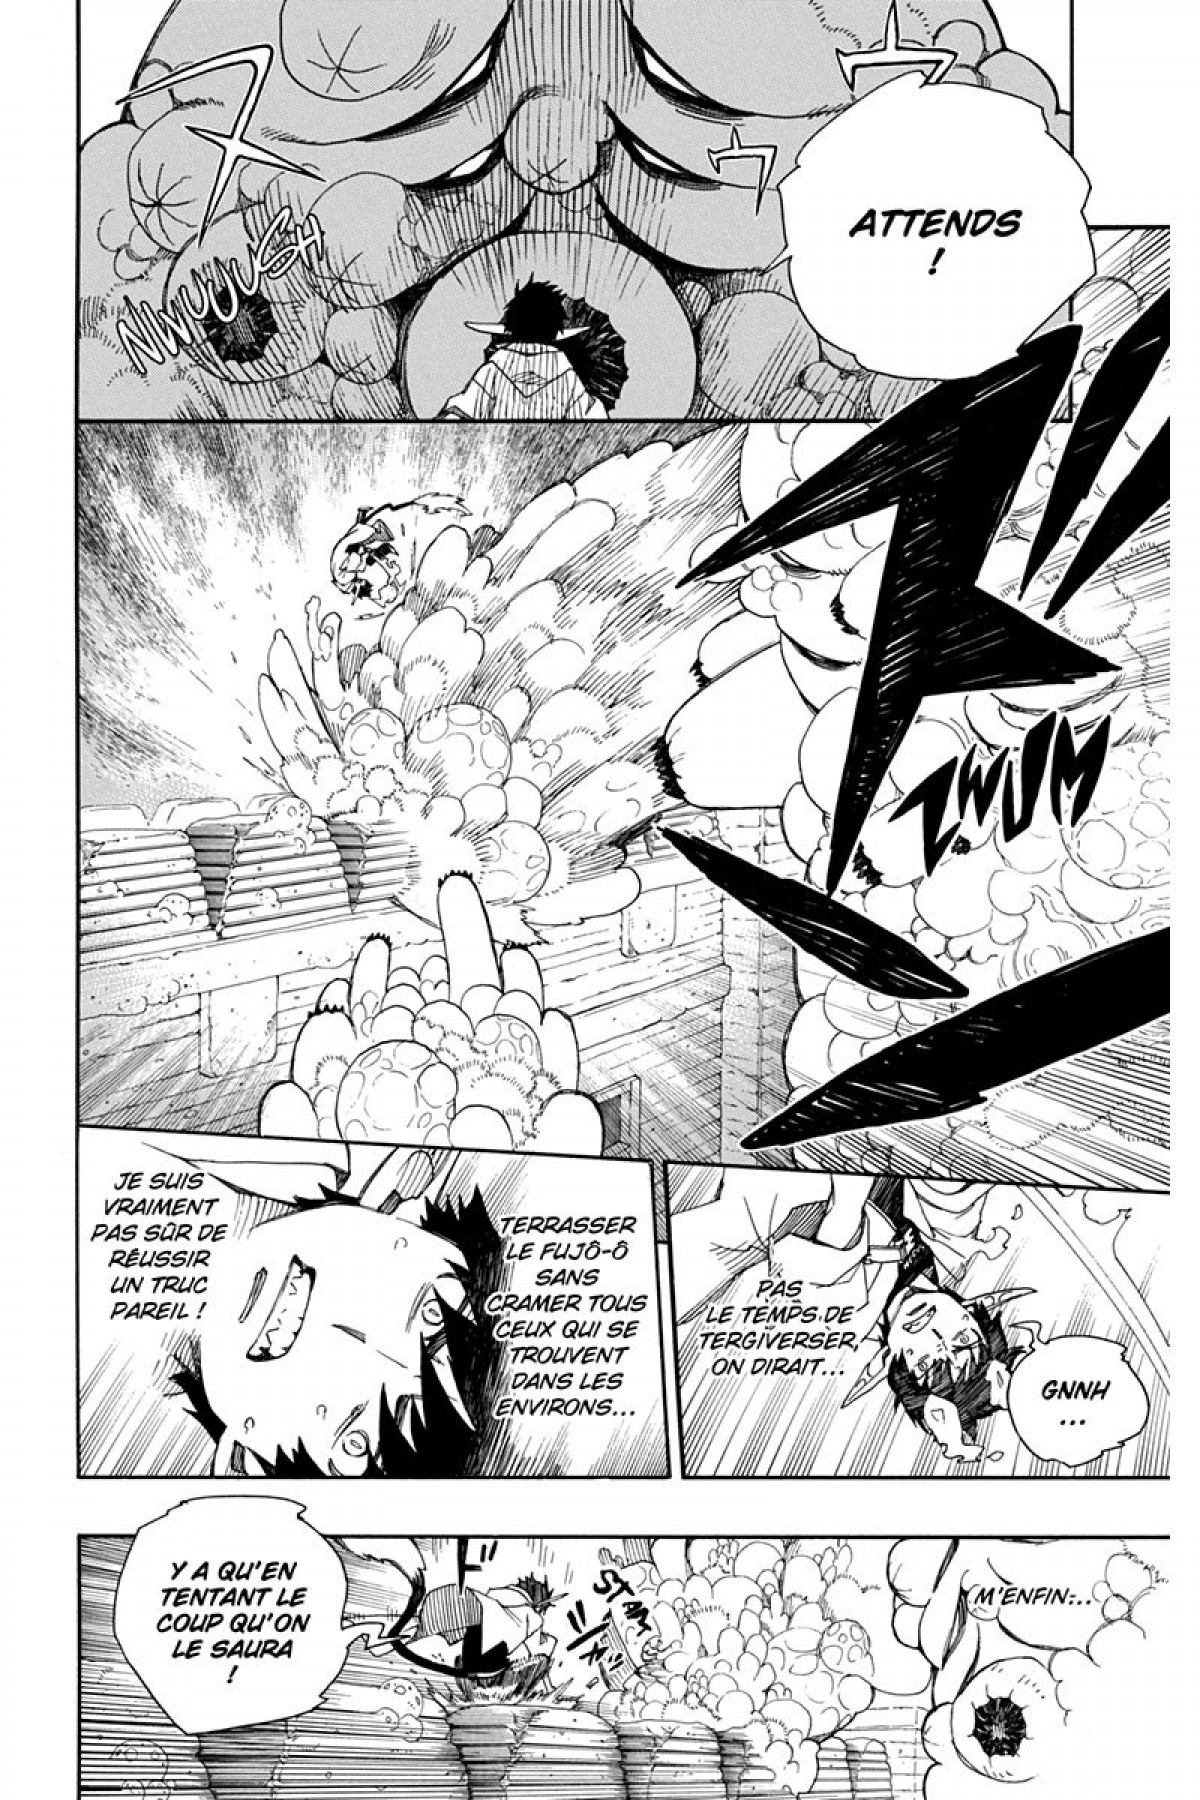 ATTENDS
!
NWUUUSH
ZWUM
PAS
LE TEMPS DE
TERGIVERSER,
ON DIRAIT...
GNNH
...
TERRASSER
LE FUJÔ-Ô
SANS
CRAMER TOUS
CEUX QUI SE
TROUVENT
DANS LES
ENVIRONS...
JE SUIS
VRAIMENT
PAS SÛR DE
RÉUSSIR
UN TRUC
PAREIL !
M'ENFIN...
STAM
Y A QU'EN
TENTANT LE
COUP QU'ON
LE SAURA
!